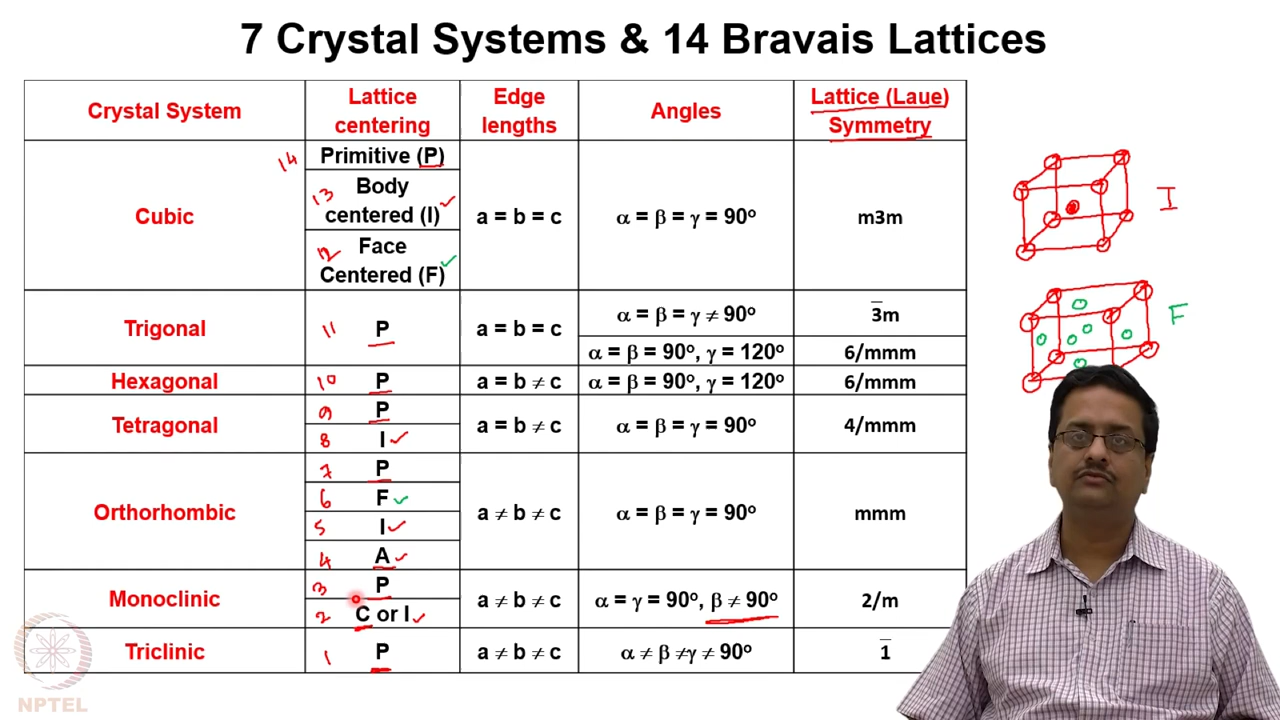 7 Crystal Systems & 14 Bravais Lattices
Crystal System
Lattice
centering
Edge
lengths
Angles
Lattice (Laue)
Symmetry
Cubic
14
Primitive (P)
13
Body
centered (I)
12
Face
Centered (F)
a = b = c
α = β = γ = 90°
m3m
Trigonal
11
P
a = b = c
α = β = γ ≠ 90°
3̅m
α = β = 90°, γ = 120°
6/mmm
Hexagonal
10
P
a = b ≠ c
α = β = 90°, γ = 120°
6/mmm
Tetragonal
9
P
8
I
a = b ≠ c
α = β = γ = 90°
4/mmm
Orthorhombic
7
P
6
F
5
I
4
A
a ≠ b ≠ c
α = β = γ = 90°
mmm
Monoclinic
3
P
2
C or I
a ≠ b ≠ c
α = γ = 90°, β ≠ 90°
2/m
Triclinic
1
P
a ≠ b ≠ c
α ≠ β ≠ γ ≠ 90°
1̅
I
F
NPTEL